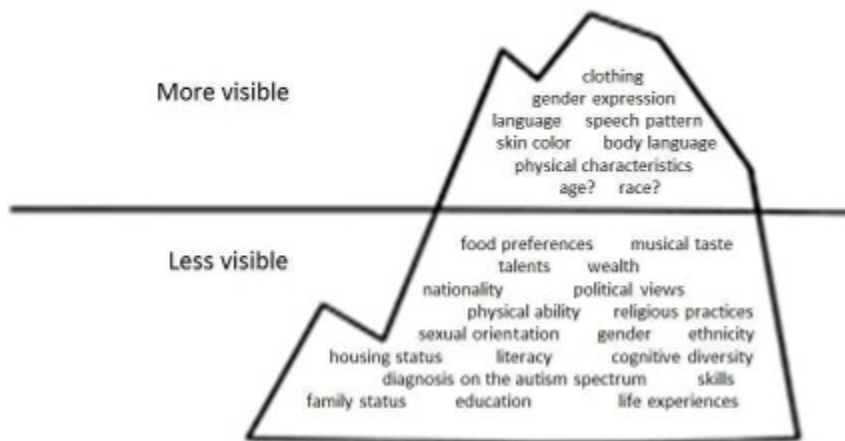 More visible
clothing
gender expression
language speech pattern
skin color body language
physical characteristics
age? race?
Less visible
food preferences musical taste
talents wealth
nationality political views
physical ability religious practices
sexual orientation gender ethnicity
housing status literacy cognitive diversity
diagnosis on the autism spectrum skills
family status education life experiences